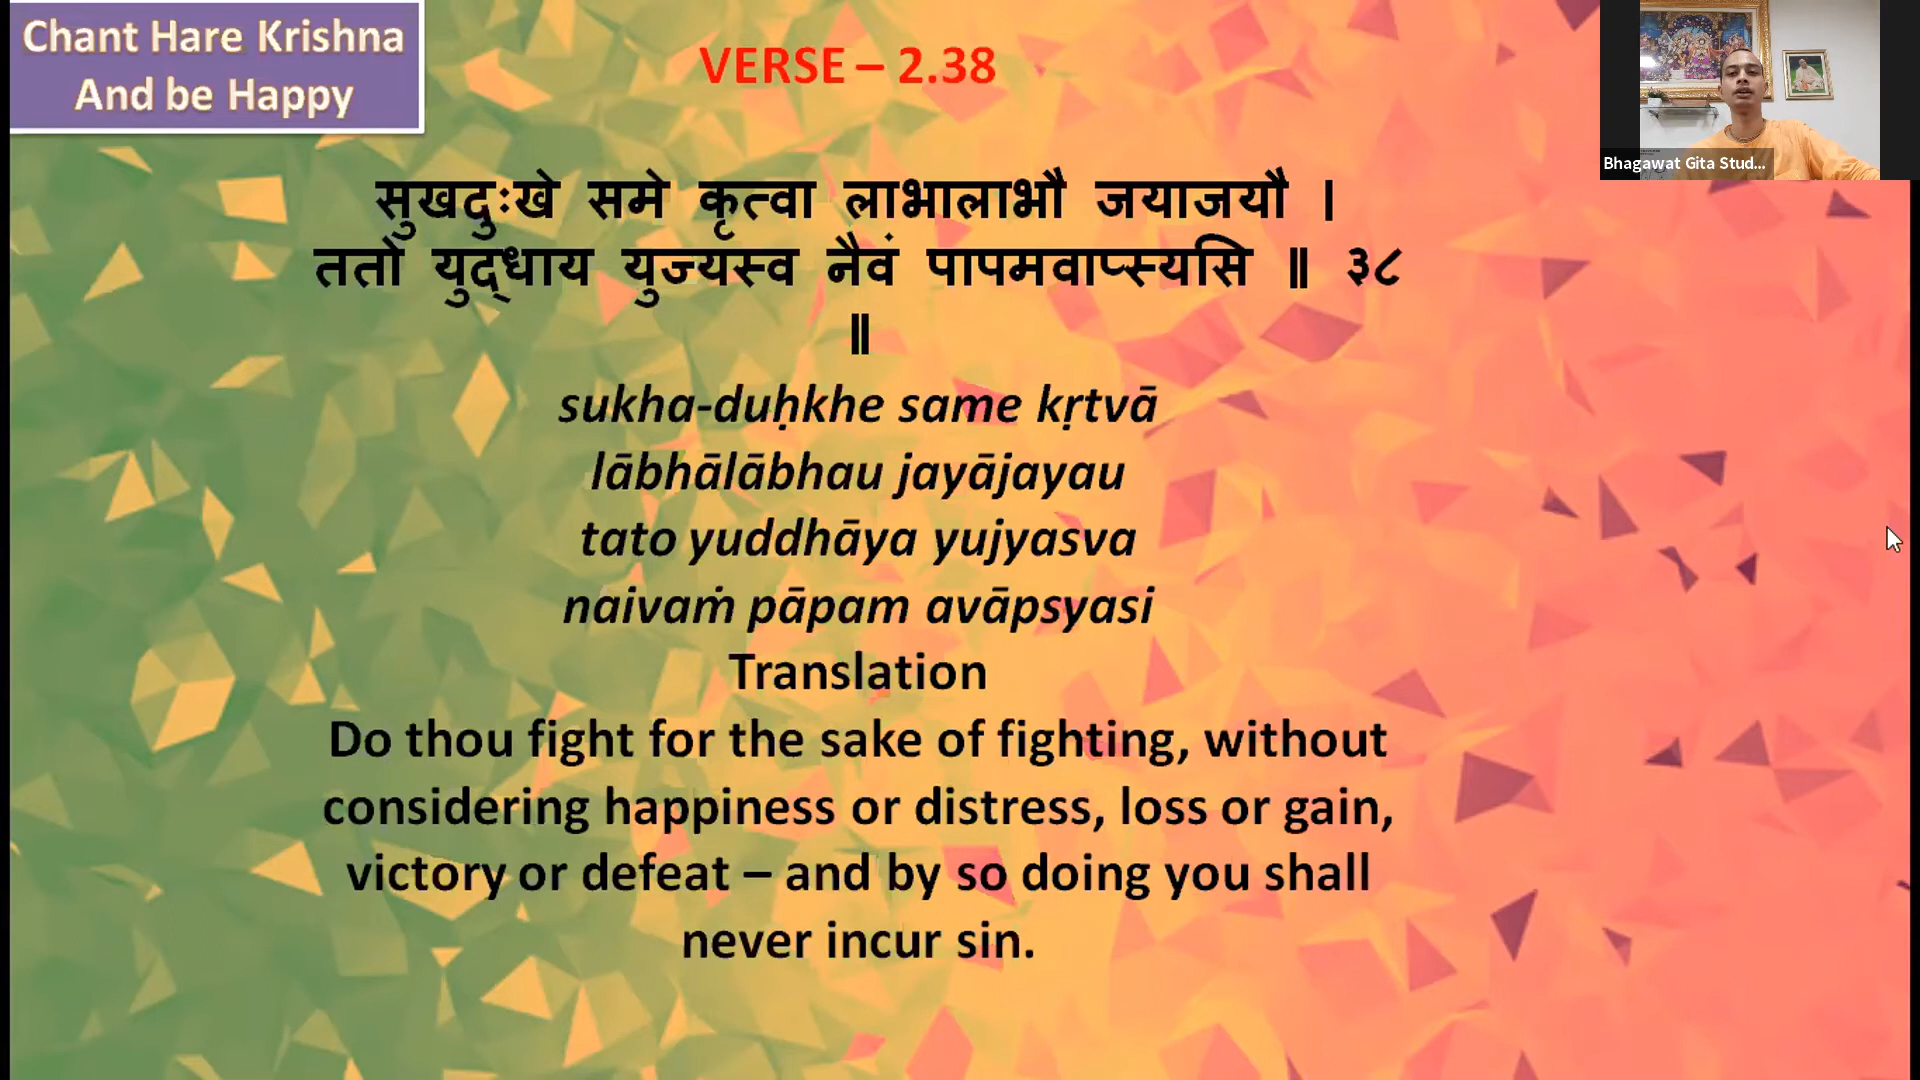 Chant Hare Krishna
And be Happy
VERSE – 2.38
Bhagawat Gita Stud...
सुखदुःखे समे कृत्वा लाभालाभौ जयाजयौ ।
ततो युद्धाय युज्यस्व नैवं पापमवाप्स्यसि ॥ ३८
॥
sukha-duḥkhe same kṛtvā
lābhālābhau jayājayau
tato yuddhāya yujyasva
naivaṁ pāpam avāpsyasi
Translation
Do thou fight for the sake of fighting, without
considering happiness or distress, loss or gain,
victory or defeat – and by so doing you shall
never incur sin.